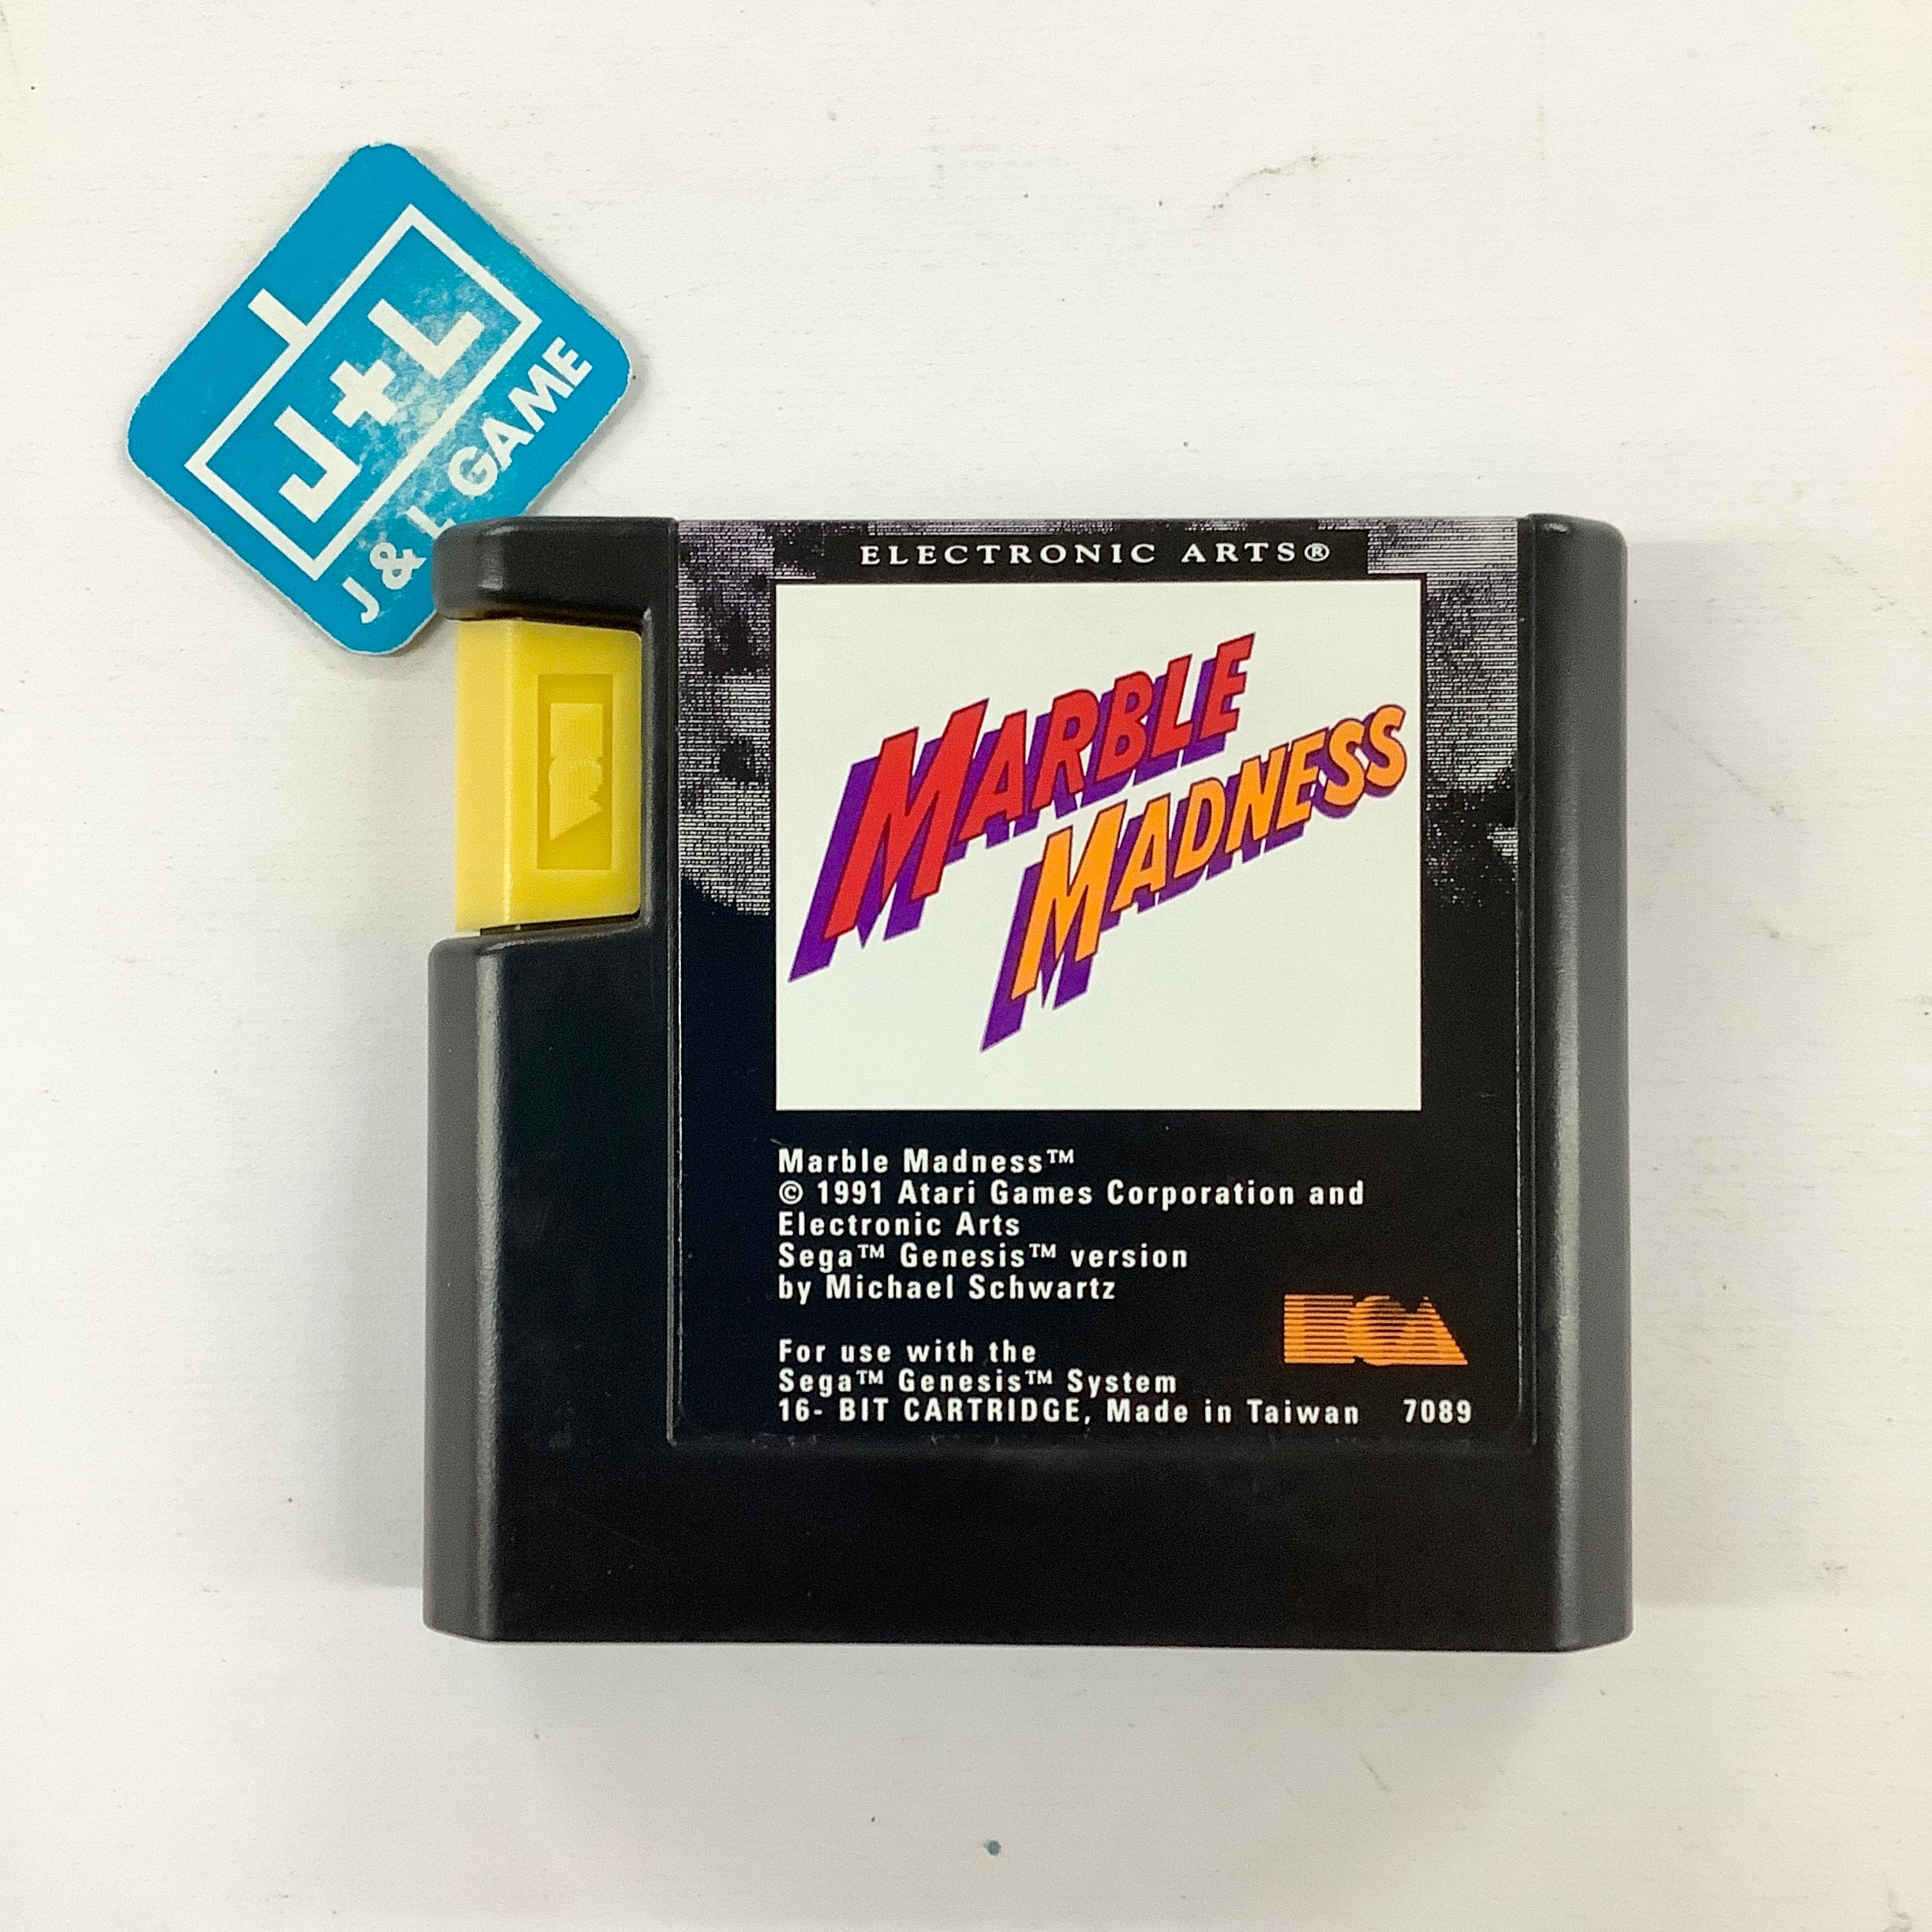 J+L
J & L GAME
ELECTRONIC ARTS®
MARBLE
MADNESS
Marble Madness™
© 1991 Atari Games Corporation and
Electronic Arts
Sega™ Genesis™ version
by Michael Schwartz
EA
For use with the
Sega™ Genesis™ System
16- BIT CARTRIDGE, Made in Taiwan 7089